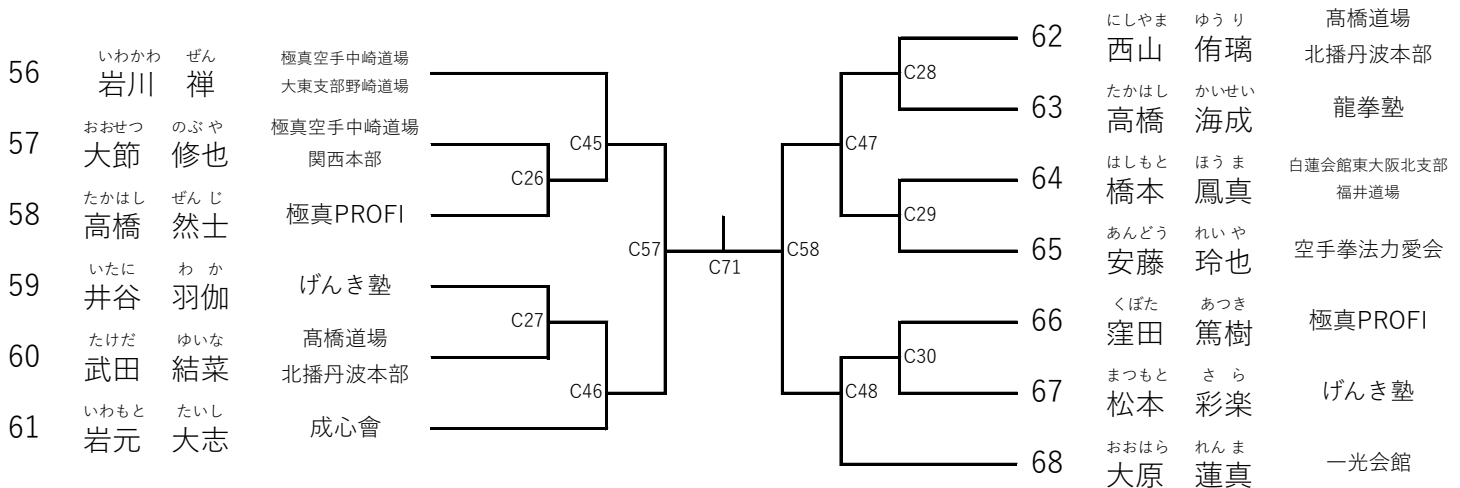 いわかわ ぜん 極真空手中崎道場
56 岩川 禅 大東支部野崎道場
おおせつ のぶや 極真空手中崎道場
57 大節 修也 関西本部
たかはし ぜんじ
58 高橋 然士 極真PROFI
いたに わか
59 井谷 羽伽 げんき塾
たけだ ゆいな 髙橋道場
60 武田 結菜 北播丹波本部
いわもと たいし
61 岩元 大志 成心會
C45
C26
C57
C27
C46
C71
C28
C47
C29
C58
C30
C48
にしやま ゆうり 髙橋道場
62 西山 侑璃 北播丹波本部
たかはし かいせい
63 高橋 海成 龍拳塾
はしもと ほうま 白蓮会館東大阪北支部
64 橋本 鳳真 福井道場
あんどう れいや
65 安藤 玲也 空手拳法力愛会
くぼた あつき
66 窪田 篤樹 極真PROFI
まつもと さら
67 松本 彩楽 げんき塾
おおはら れんま
68 大原 蓮真 一光会館